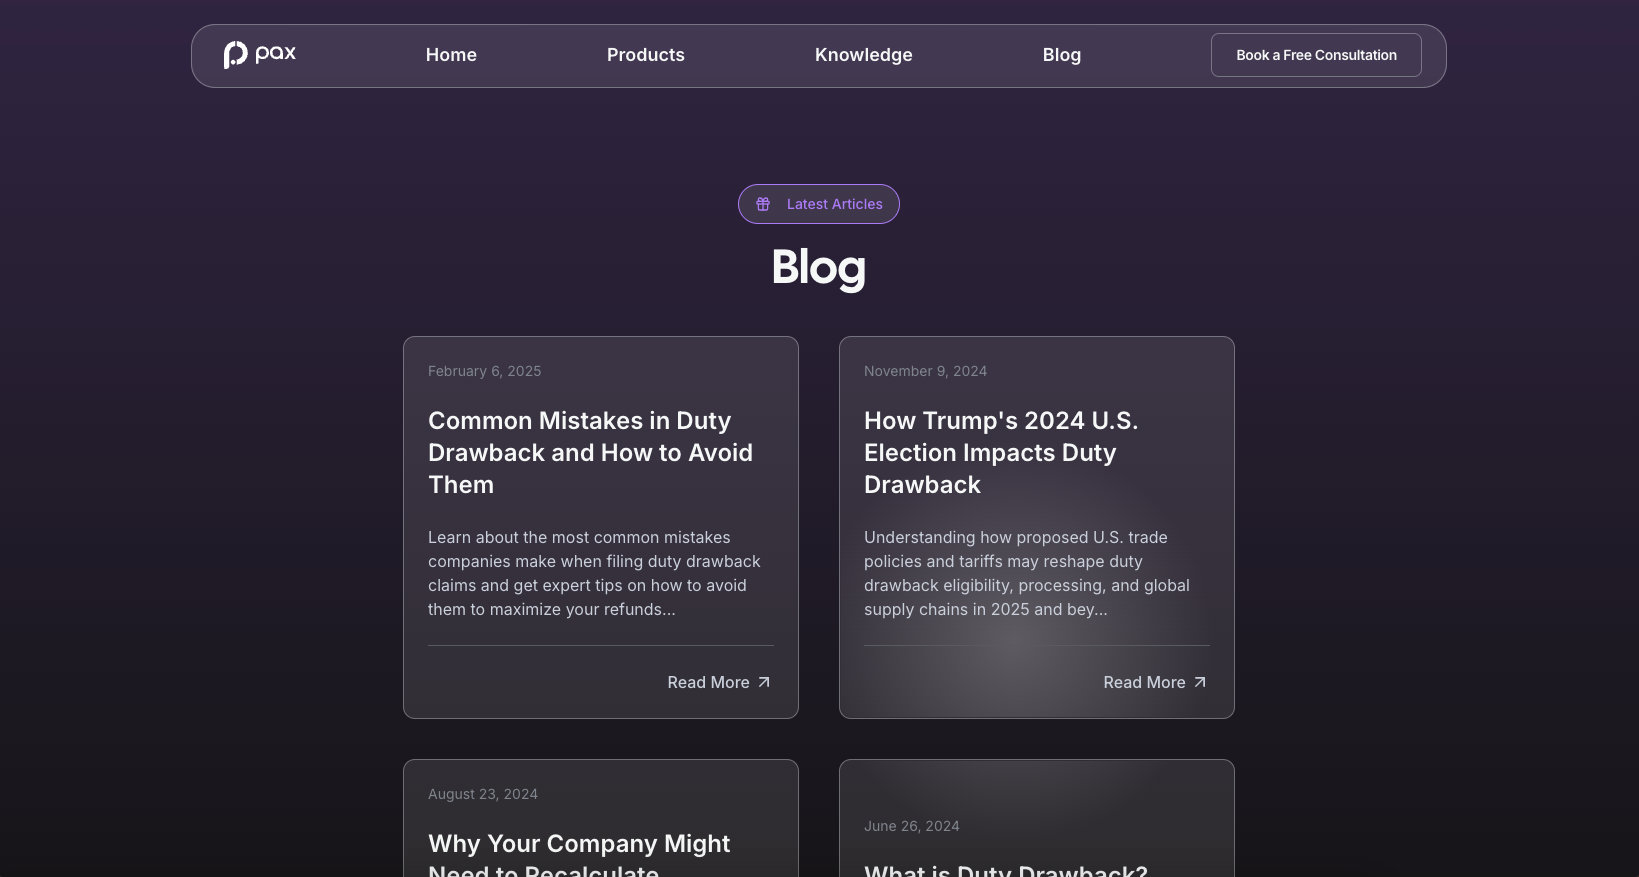 pax
Home
Products
Knowledge
Blog
Book a Free Consultation
Latest Articles
Blog
February 6, 2025
Common Mistakes in Duty
Drawback and How to Avoid
Them
Learn about the most common mistakes
companies make when filing duty drawback
claims and get expert tips on how to avoid
them to maximize your refunds...
Read More
November 9, 2024
How Trump's 2024 U.S.
Election Impacts Duty
Drawback
Understanding how proposed U.S. trade
policies and tariffs may reshape duty
drawback eligibility, processing, and global
supply chains in 2025 and bey...
Read More
August 23, 2024
Why Your Company Might
Need to Recalculate
June 26, 2024
What is Duty Drawback?